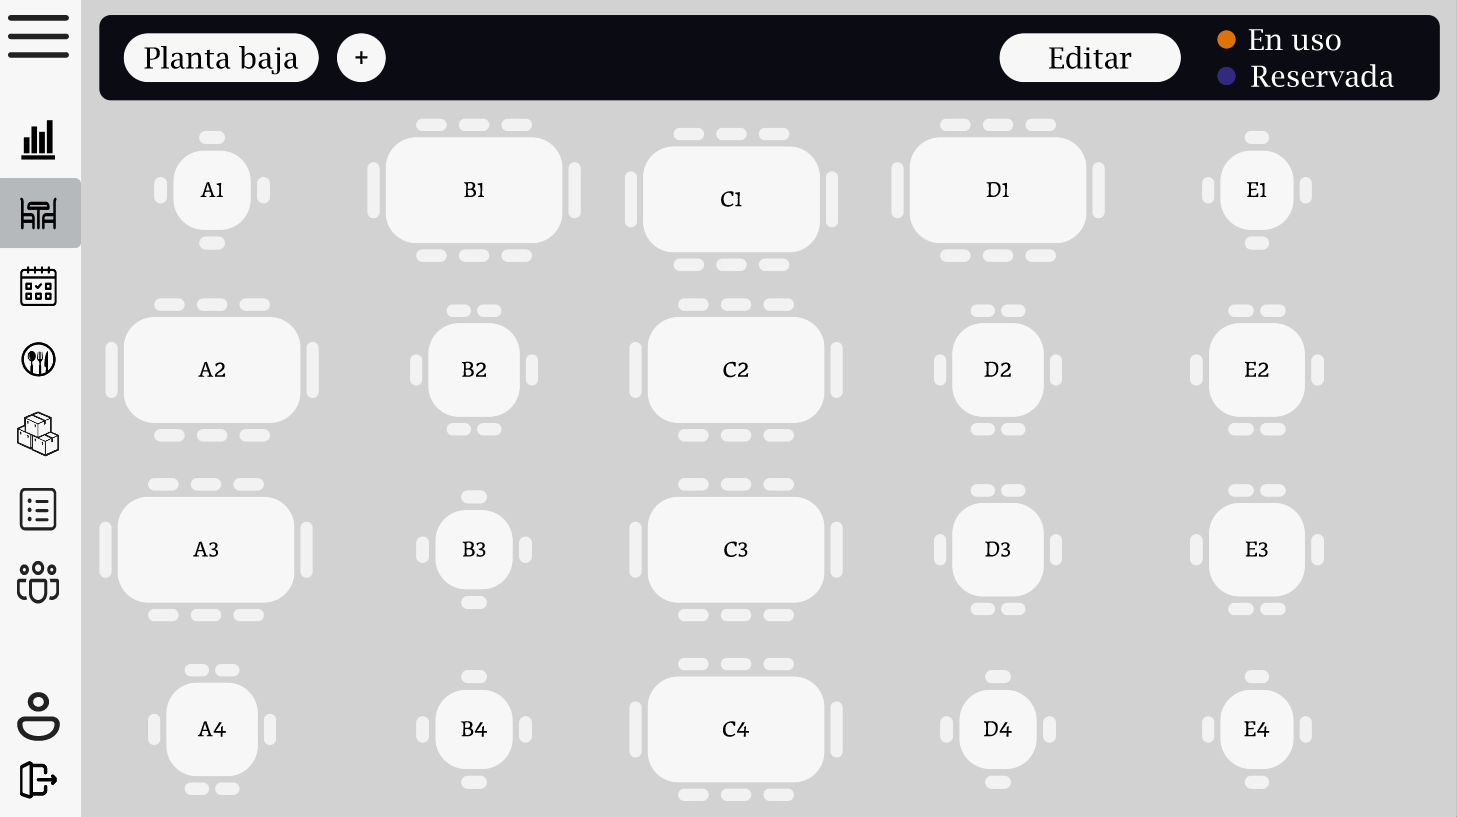 Planta baja
+
Editar
En uso
Reservada
A1
B1
C1
D1
E1
A2
B2
C2
D2
E2
A3
B3
C3
D3
E3
A4
B4
C4
D4
E4